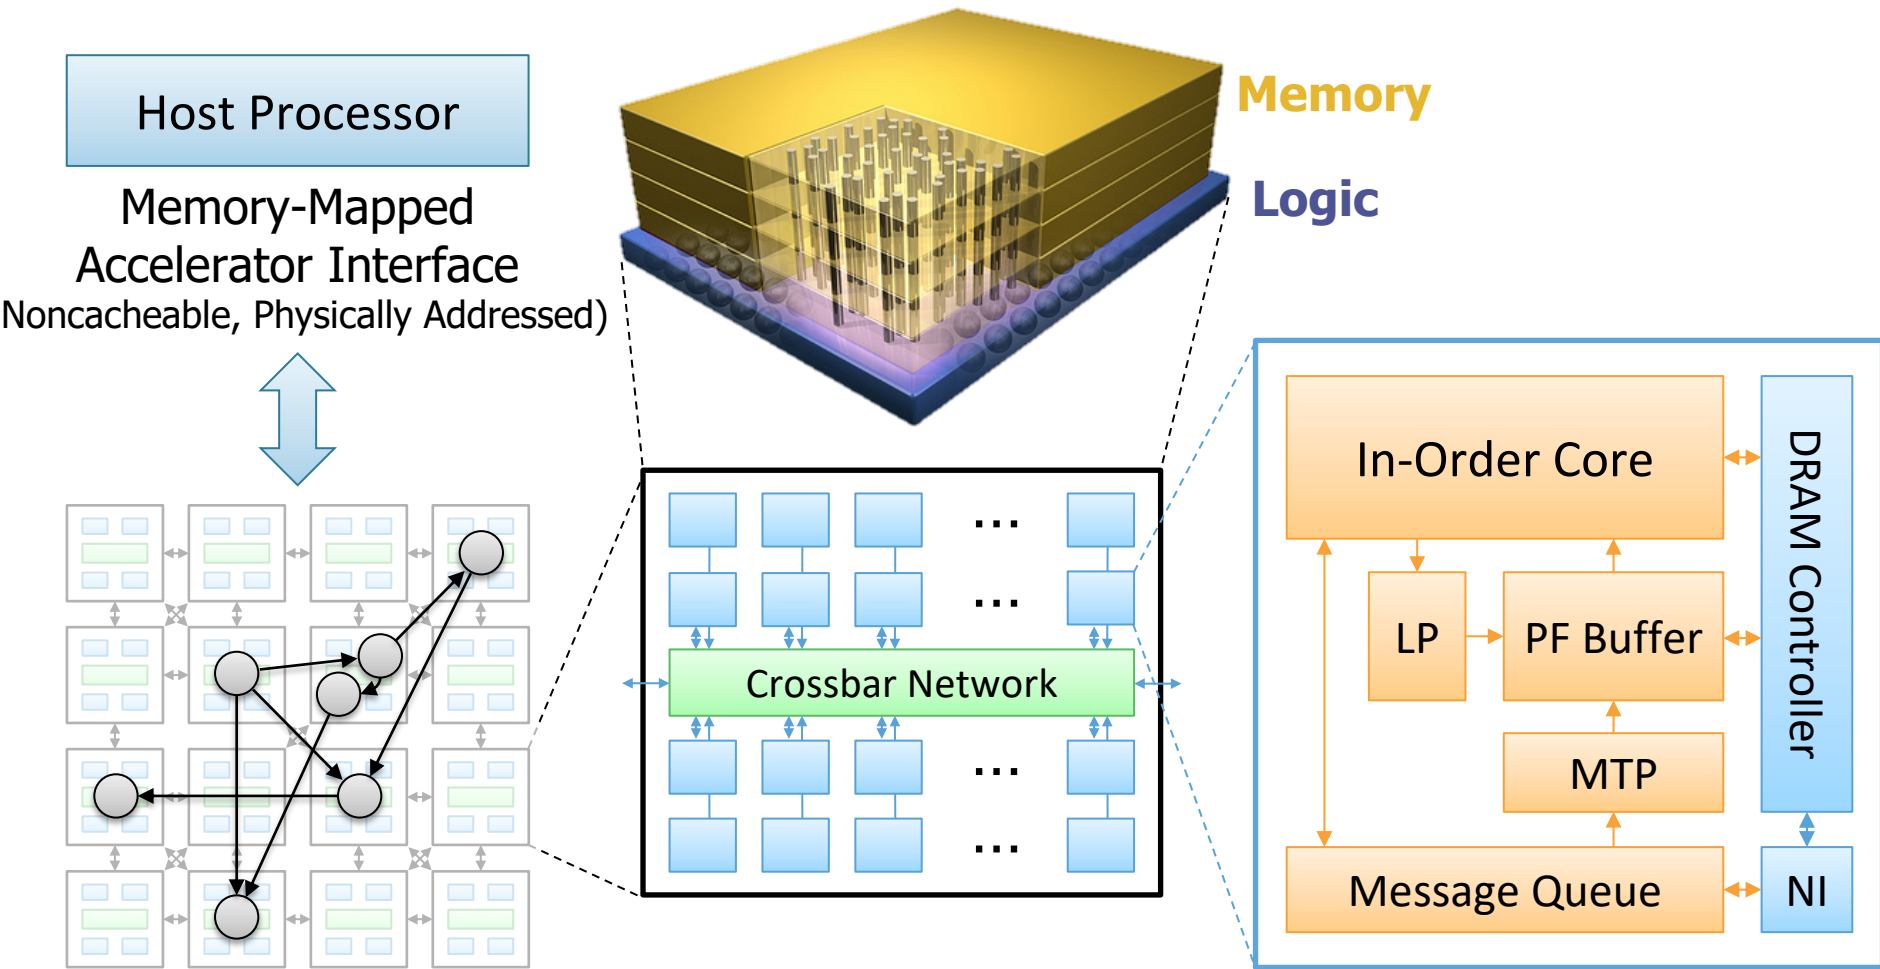 Host Processor
Memory-Mapped
Accelerator Interface
Noncacheable, Physically Addressed)
Memory
Logic
...
...
Crossbar Network
...
...
In-Order Core
LP
PF Buffer
MTP
Message Queue
DRAM Controller
NI